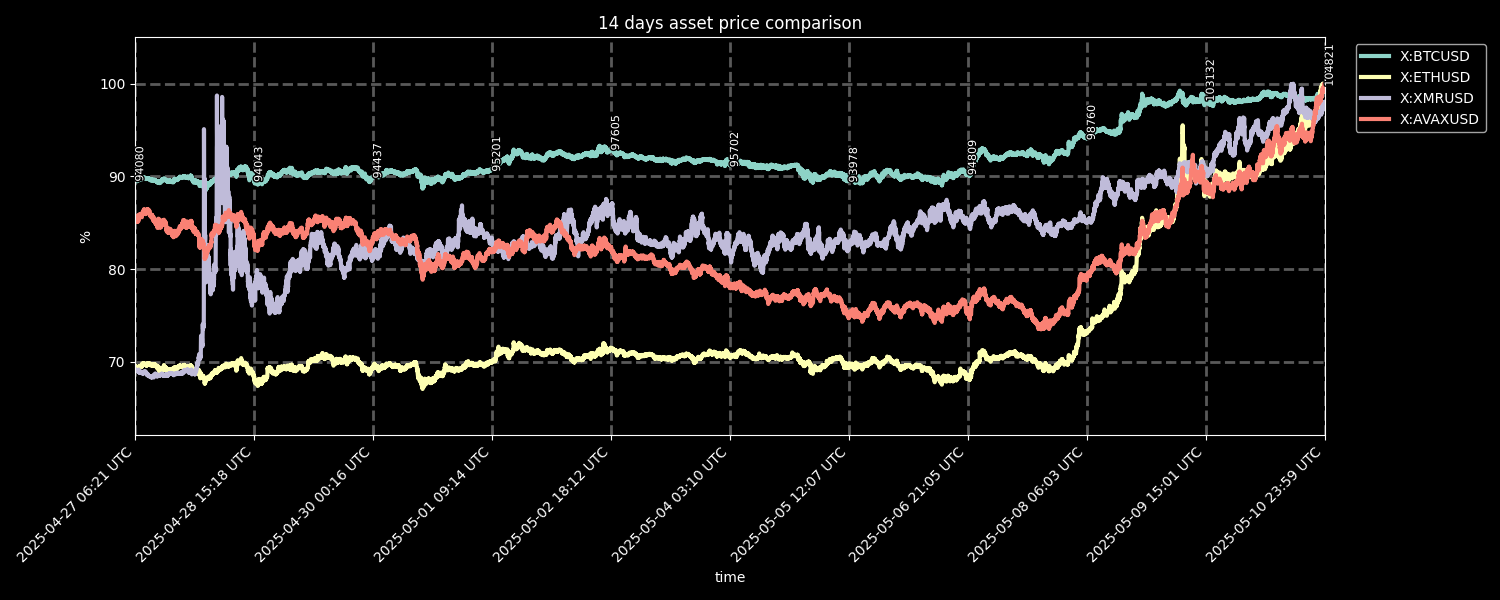 14 days asset price comparison
X:BTCUSD
X:ETHUSD
X:XMRUSD
X:AVAXUSD
100
90
80
70
%
94080
94043
94437
95201
97605
95702
93978
94809
98760
103132
104821
2025-04-27 06:21 UTC
2025-04-28 15:18 UTC
2025-04-30 00:16 UTC
2025-05-01 09:14 UTC
2025-05-02 18:12 UTC
2025-05-04 03:10 UTC
2025-05-05 12:07 UTC
2025-05-06 21:05 UTC
2025-05-08 06:03 UTC
2025-05-09 15:01 UTC
2025-05-10 23:59 UTC
time